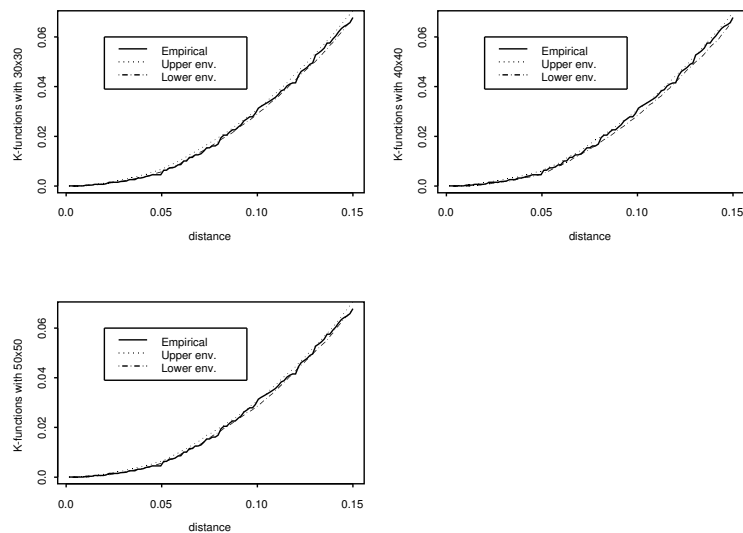 K-functions with 30x30
0.0 0.02 0.04 0.06
Empirical
Upper env.
Lower env.
0.0 0.05 0.10 0.15
distance
K-functions with 40x40
0.0 0.02 0.04 0.06
Empirical
Upper env.
Lower env.
0.0 0.05 0.10 0.15
distance
K-functions with 50x50
0.0 0.02 0.04 0.06
Empirical
Upper env.
Lower env.
0.0 0.05 0.10 0.15
distance